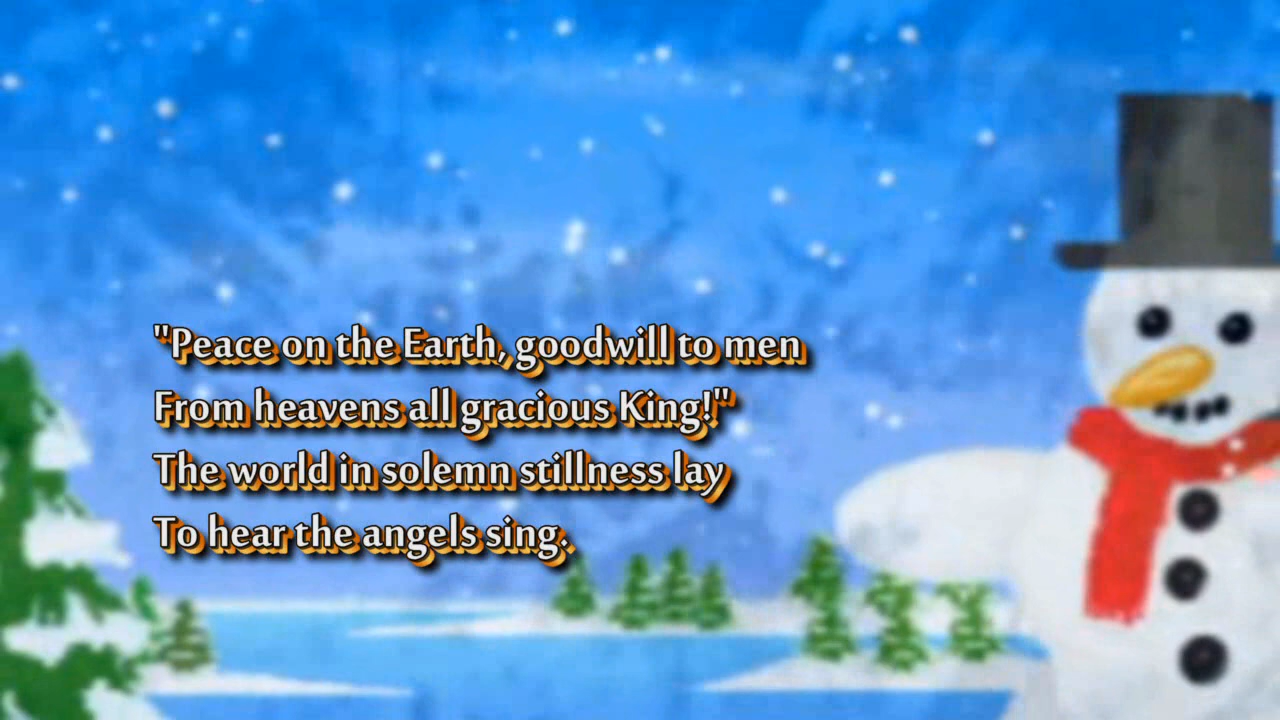 "Peace on the Earth, goodwill to men
From heavens all gracious King!"
The world in solemn stillness lay
To hear the angels sing.